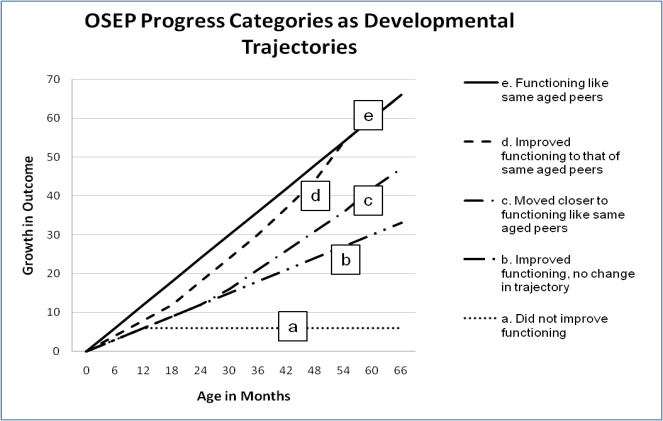 OSEP Progress Categories as Developmental
Trajectories
Growth in Outcome
70
60
50
40
30
20
10
0
0 6 12 18 24 30 36 42 48 54 60 66
Age in Months
e
d
c
b
a
e. Functioning like
same aged peers
d. Improved
functioning to that of
same aged peers
c. Moved closer to
functioning like same
aged peers
b. Improved
functioning, no change
in trajectory
a. Did not improve
functioning